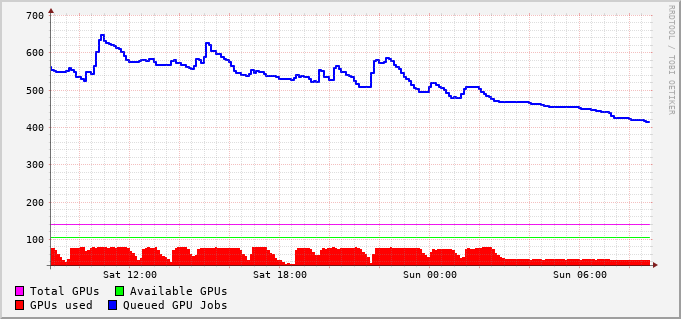 700
600
500
400
300
200
100
Sat 12:00 Sat 18:00 Sun 00:00 Sun 06:00
Total GPUs Available GPUs
GPUs used Queued GPU Jobs
RRDTOOL / TOBI OETIKER